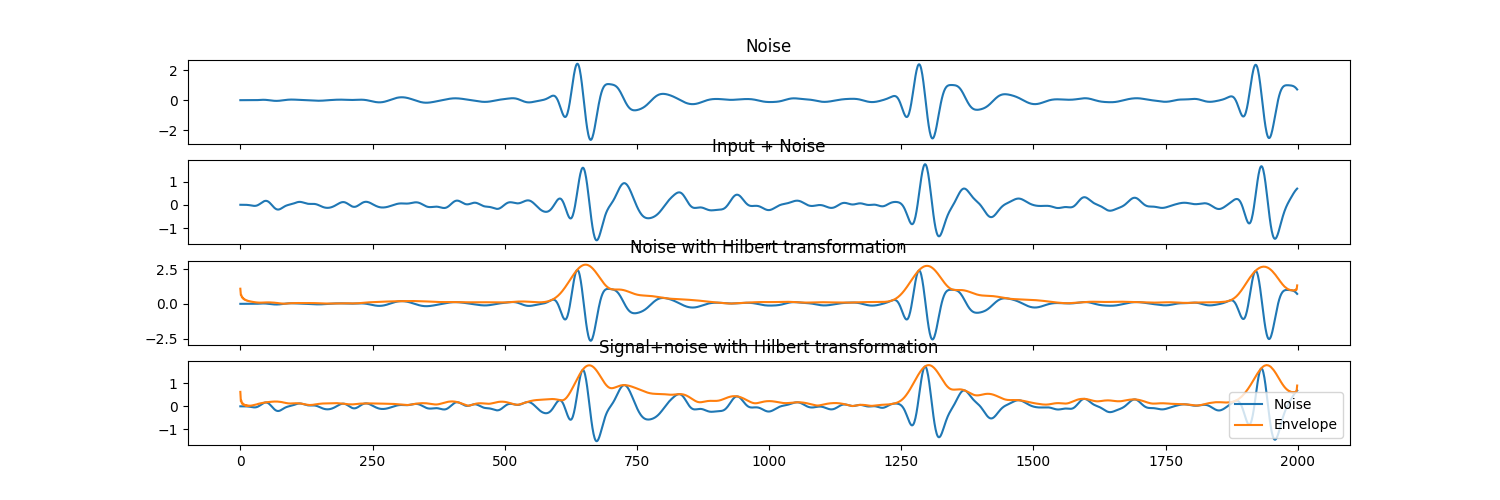 Noise
2
0
−2
Input + Noise
1
0
−1
Noise with Hilbert transformation
2.5
0.0
−2.5
Signal+noise with Hilbert transformation
1
0
−1
Noise
Envelope
0 250 500 750 1000 1250 1500 1750 2000